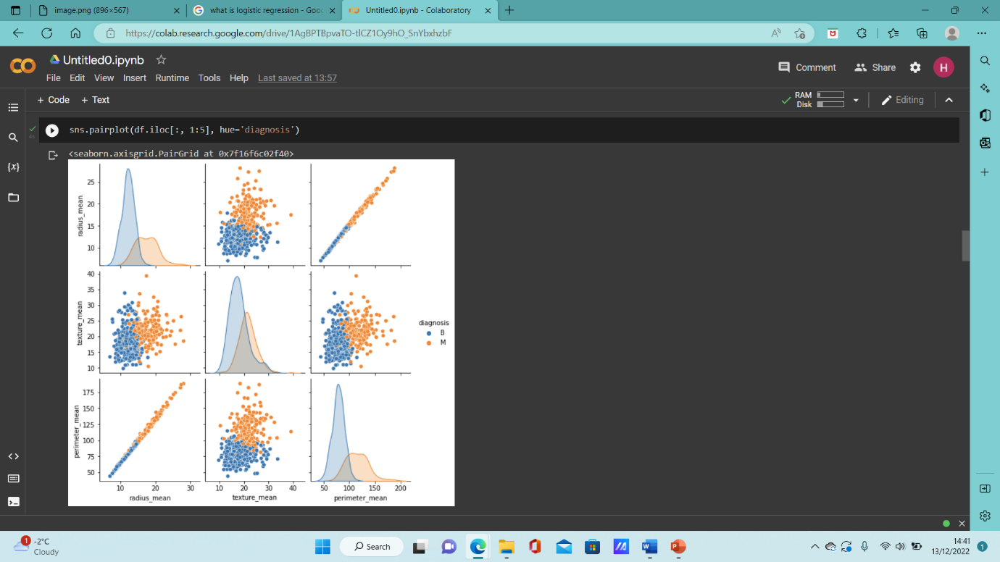 image.png (896×567)
what is logistic regression - Goo
Untitled0.ipynb - Colaboratory
https://colab.research.google.com/drive/1AgBPTBpvaTO-tlCZ1Oy9hO_SnYbxhzbF
Untitled0.ipynb
File Edit View Insert Runtime Tools Help Last saved at 13:57
Comment Share H
+ Code + Text
RAM
Disk
Editing
4s
sns.pairplot(df.iloc[:, 1:5], hue='diagnosis')
<seaborn.axisgrid.PairGrid at 0x7f16f6c02f40>
radius_mean
25
20
15
10
texture_mean
40
35
30
25
20
15
10
diagnosis
B
M
perimeter_mean
175
150
125
100
75
50
10 20 30
10 20 30 40
50 100 150 200
radius_mean texture_mean perimeter_mean
{x}
1
-2°C
Cloudy
Search
14:41
13/12/2022
1